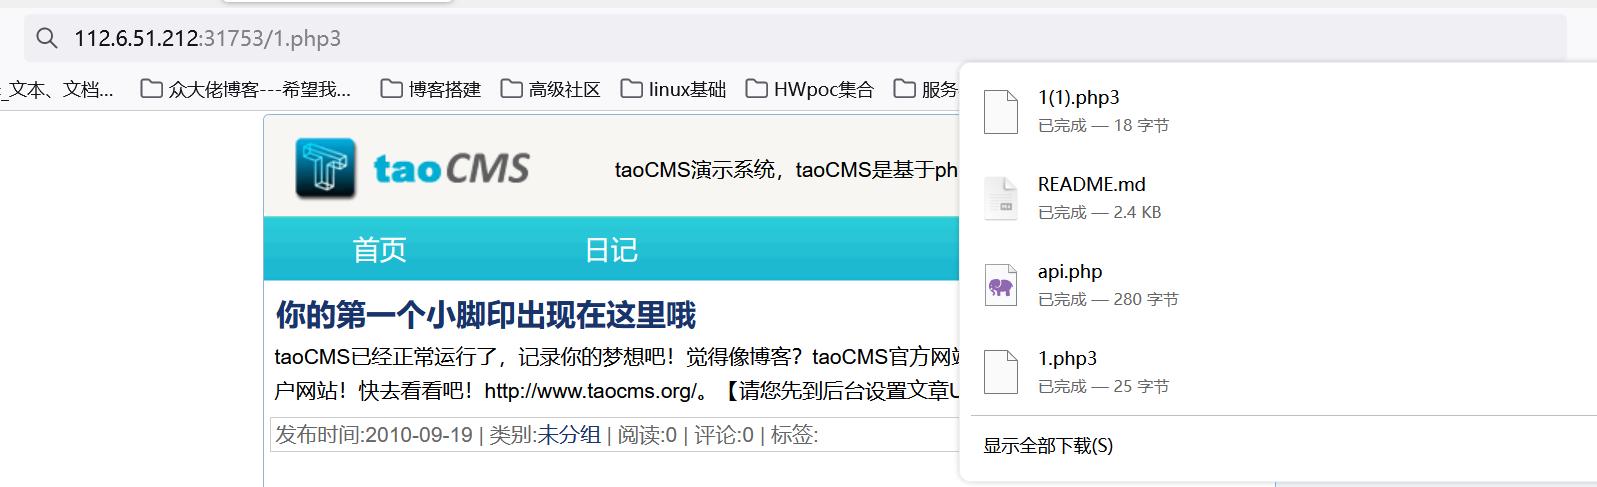 112.6.51.212:31753/1.php3
_文本、文档... 众大佬博客---希望我... 博客搭建 高级社区 linux基础 HWpoc集合 服务
taoCMS
taoCMS演示系统，taoCMS是基于ph
首页 日记
你的第一个小脚印出现在这里哦
taoCMS已经正常运行了，记录你的梦想吧！觉得像博客？taoCMS官方网站
户网站！快去看看吧！http://www.taocms.org/。【请您先到后台设置文章U
发布时间:2010-09-19 | 类别:未分组 | 阅读:0 | 评论:0 | 标签:
1(1).php3
已完成 — 18 字节
README.md
已完成 — 2.4 KB
api.php
已完成 — 280 字节
1.php3
已完成 — 25 字节
显示全部下载(S)